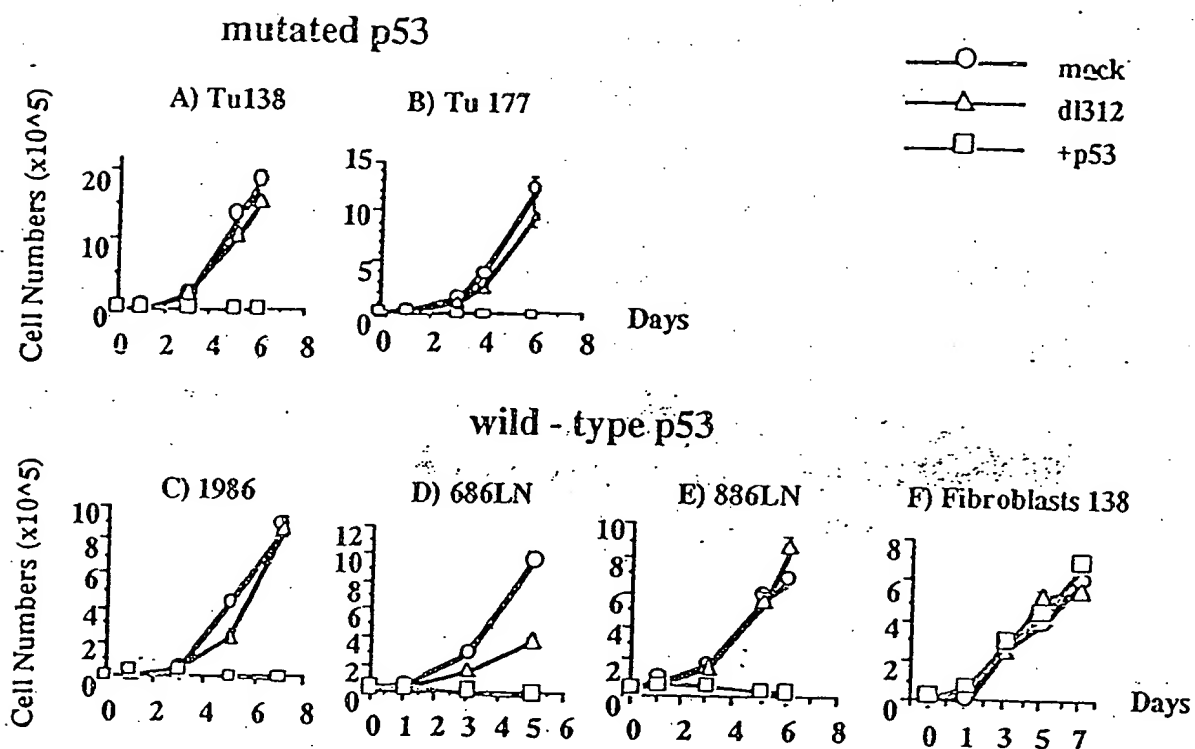 mutated p53
mock
dl312
+p53
A) Tu138
B) Tu 177
Cell Numbers (x10^5)
20
10
0
0 2 4 6 8
15
10
5
0
0 2 4 6 8
Days
wild - type p53
C) 1986
D) 686LN
E) 886LN
F) Fibroblasts 138
Cell Numbers (x10^5)
10
8
6
4
2
0
0 2 4 6 8
12
10
8
6
4
2
0
0 1 3 5 6
10
8
6
4
2
0
0 2 4 6 8
8
6
4
2
0
0 1 3 5 7
Days